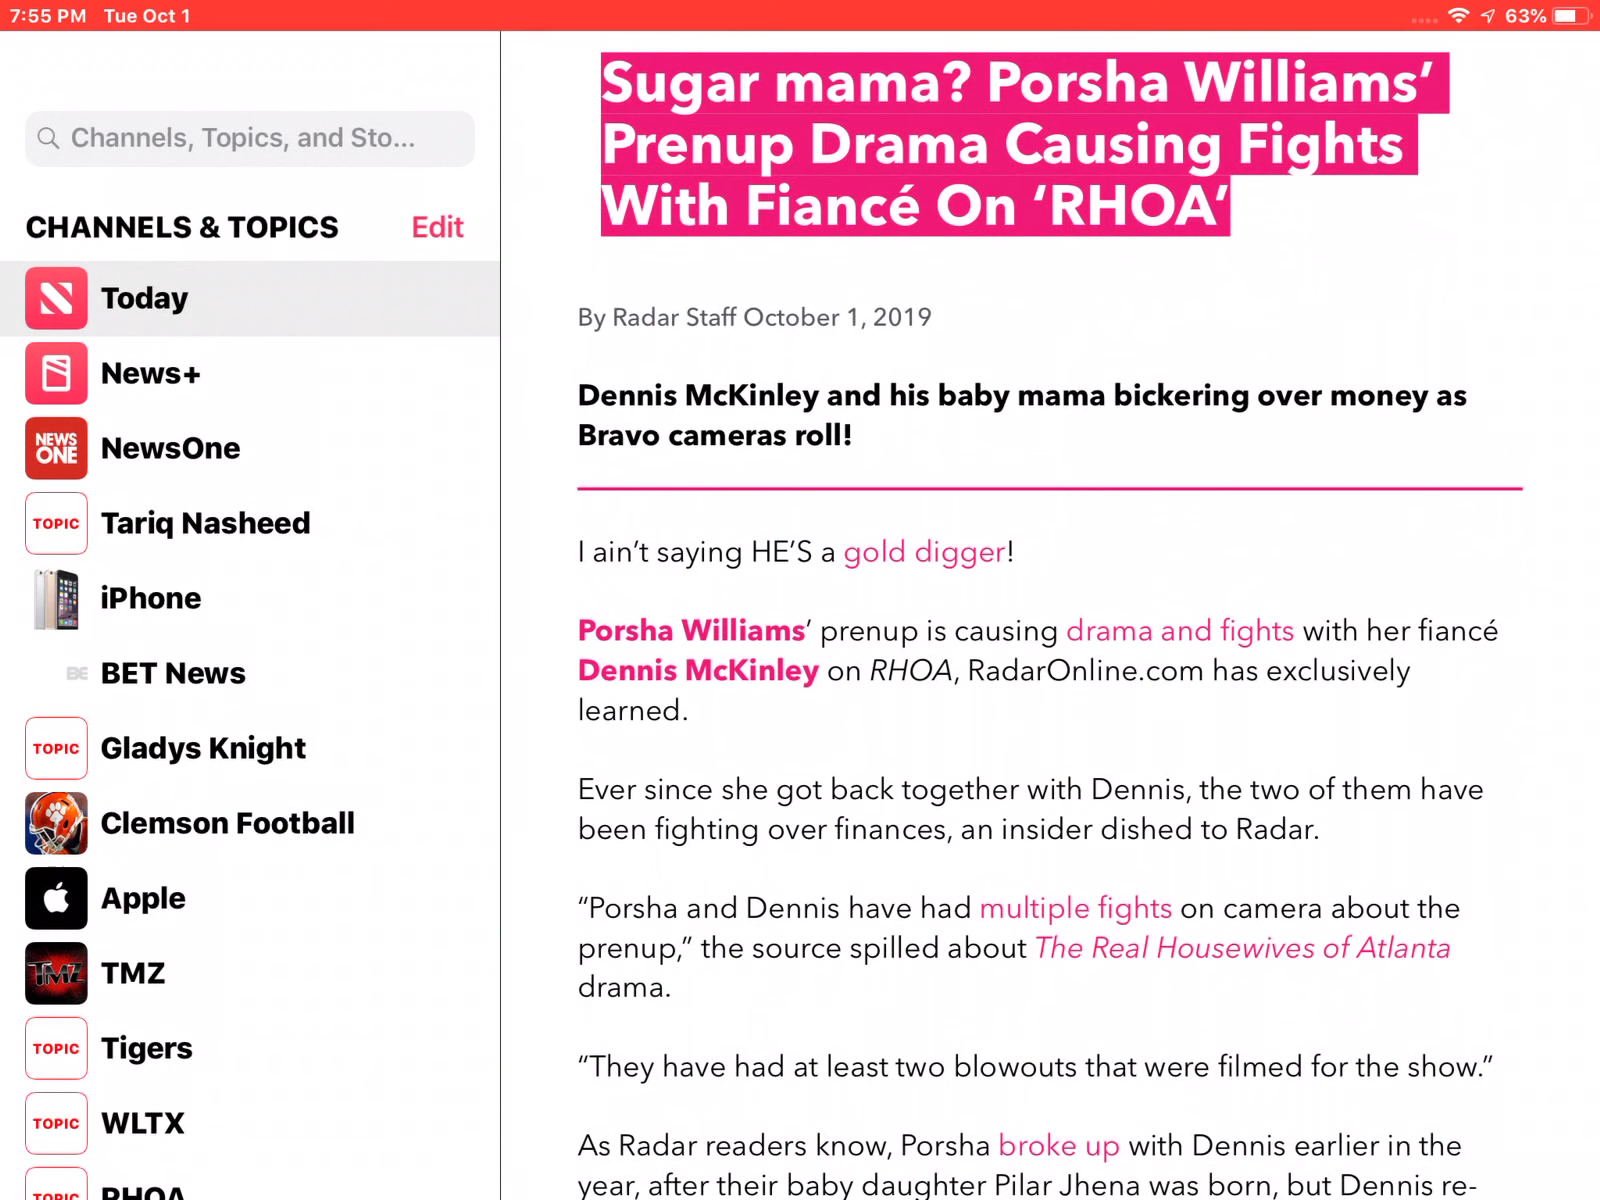 7:55 PM Tue Oct 1
63%
Channels, Topics, and Sto...
CHANNELS & TOPICS Edit
Today
News+
NEWS
ONE
NewsOne
TOPIC
Tariq Nasheed
iPhone
BE
BET News
TOPIC
Gladys Knight
Clemson Football
Apple
TMZ
TMZ
TOPIC
Tigers
TOPIC
WLTX
TOPIC
RHOA
Sugar mama? Porsha Williams’
Prenup Drama Causing Fights
With Fiancé On ‘RHOA’
By Radar Staff October 1, 2019
Dennis McKinley and his baby mama bickering over money as
Bravo cameras roll!
I ain’t saying HE’S a gold digger!
Porsha Williams’ prenup is causing drama and fights with her fiancé
Dennis McKinley on RHOA, RadarOnline.com has exclusively
learned.
Ever since she got back together with Dennis, the two of them have
been fighting over finances, an insider dished to Radar.
“Porsha and Dennis have had multiple fights on camera about the
prenup,” the source spilled about The Real Housewives of Atlanta
drama.
“They have had at least two blowouts that were filmed for the show.”
As Radar readers know, Porsha broke up with Dennis earlier in the
year, after their baby daughter Pilar Jhena was born, but Dennis re-